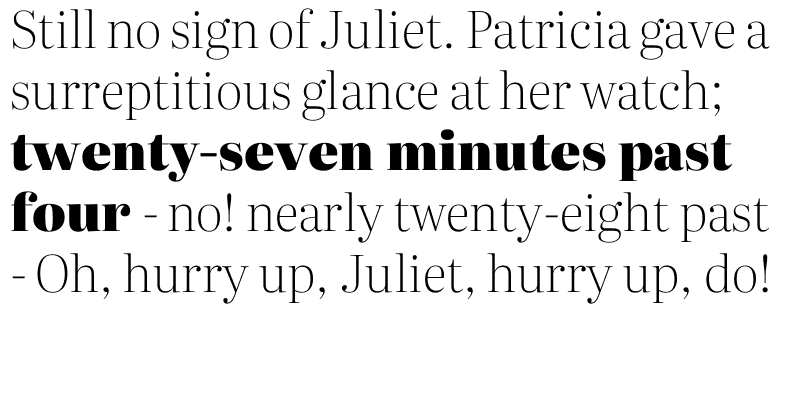 Still no sign of Juliet. Patricia gave a
surreptitious glance at her watch;
twenty-seven minutes past
four - no! nearly twenty-eight past
- Oh, hurry up, Juliet, hurry up, do!